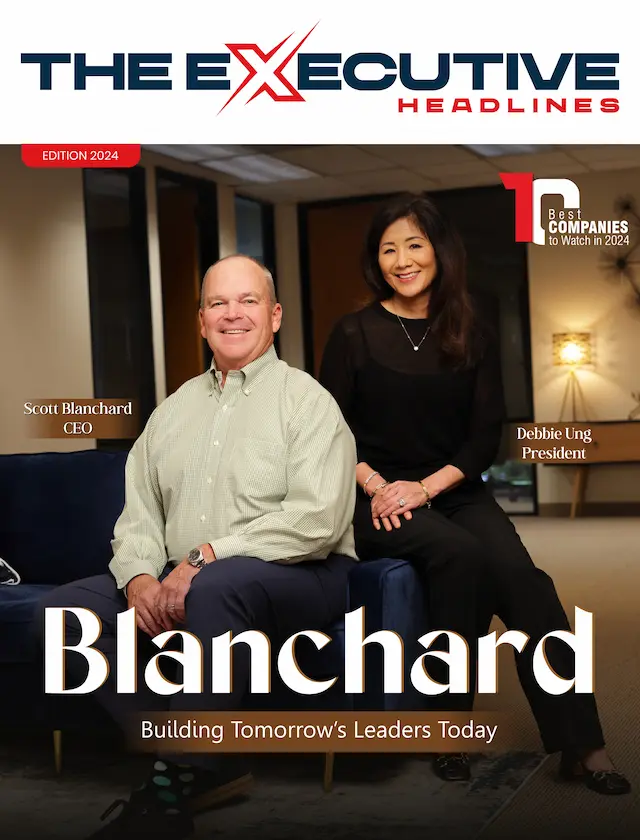 THE EXECUTIVE
HEADLINES
EDITION 2024
10
Best
COMPANIES
to Watch in 2024
Scott Blanchard
CEO
Debbie Ung
President
Blanchard
Building Tomorrow's Leaders Today